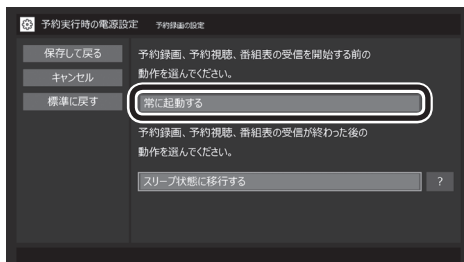 予約実行時の電源設定 予約録画の設定
保存して戻る
キャンセル
標準に戻す
予約録画、予約視聴、番組表の受信を開始する前の
動作を選んでください。
常に起動する
予約録画、予約視聴、番組表の受信が終わった後の
動作を選んでください。
スリープ状態に移行する ?